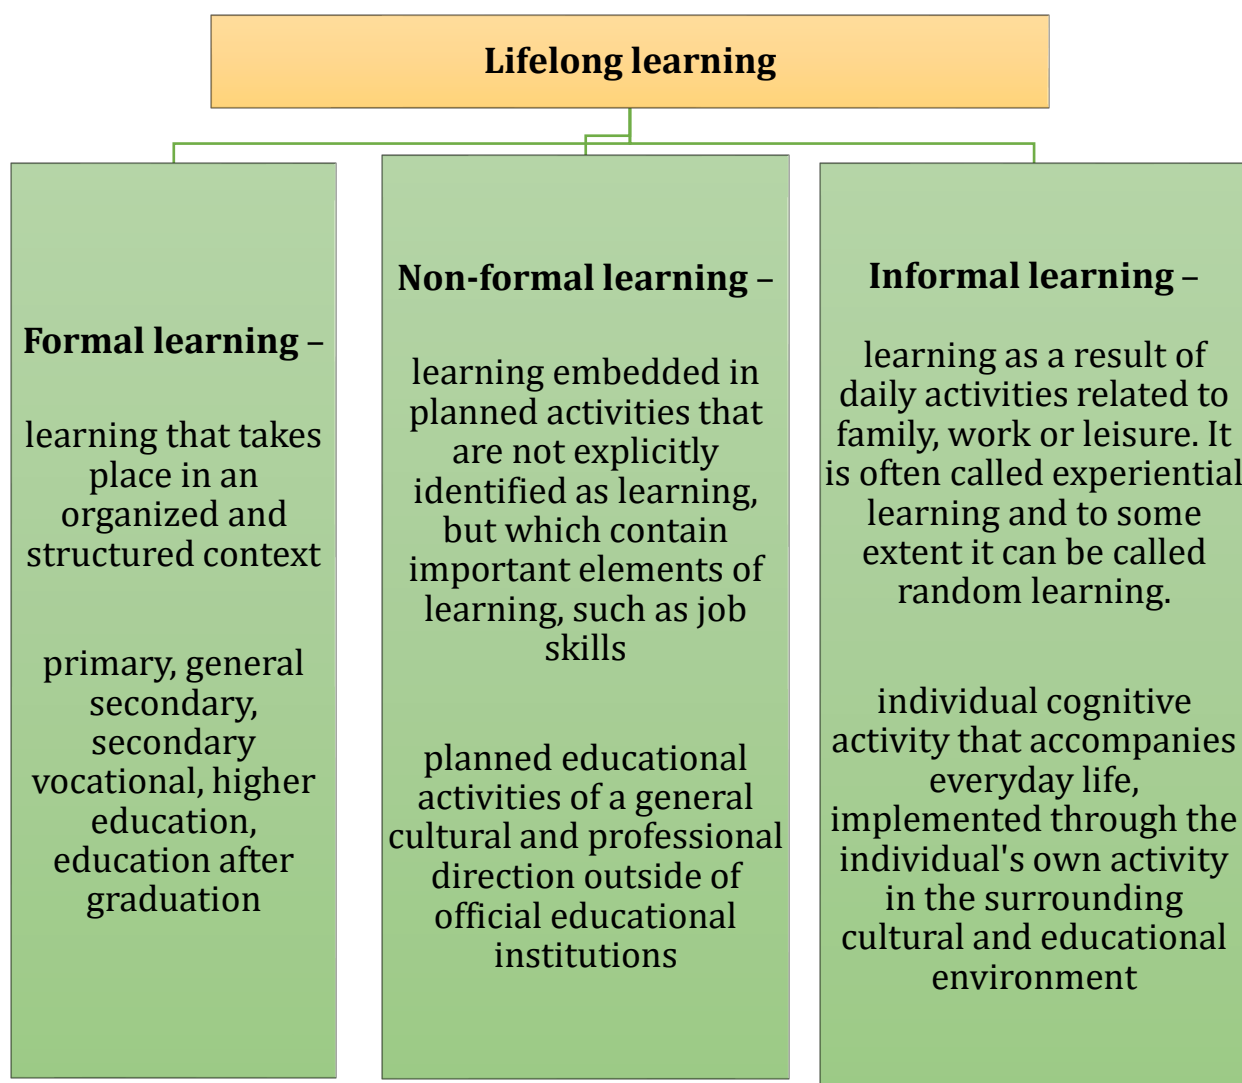 Lifelong learning
Formal learning –
learning that takes
place in an
organized and
structured context
primary, general
secondary,
secondary
vocational, higher
education,
education after
graduation
Non-formal learning –
learning embedded in
planned activities that
are not explicitly
identified as learning,
but which contain
important elements of
learning, such as job
skills
planned educational
activities of a general
cultural and professional
direction outside of
official educational
institutions
Informal learning –
learning as a result of
daily activities related to
family, work or leisure. It
is often called experiential
learning and to some
extent it can be called
random learning.
individual cognitive
activity that accompanies
everyday life,
implemented through the
individual's own activity
in the surrounding
cultural and educational
environment